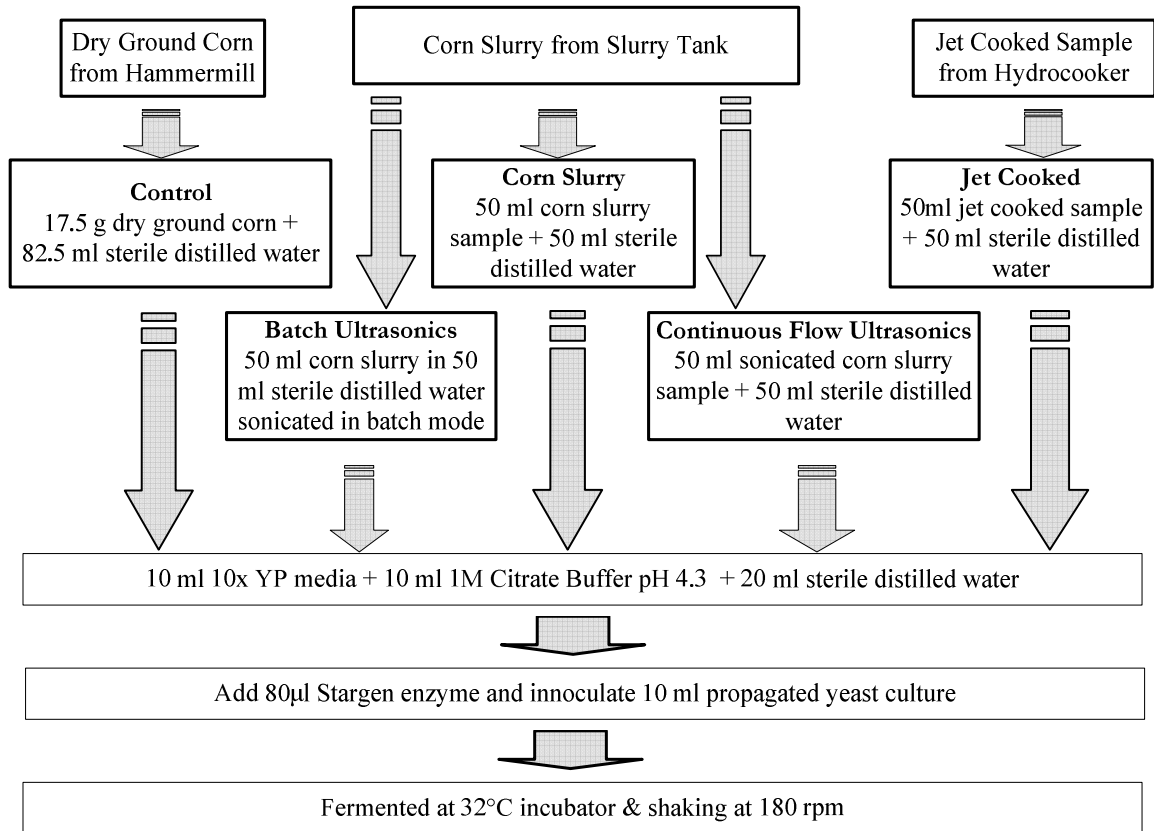 Dry Ground Corn
from Hammermill
Corn Slurry from Slurry Tank
Jet Cooked Sample
from Hydrocooker
Control
17.5 g dry ground corn +
82.5 ml sterile distilled water
Corn Slurry
50 ml corn slurry
sample + 50 ml sterile
distilled water
Jet Cooked
50ml jet cooked sample
+ 50 ml sterile distilled
water
Batch Ultrasonics
50 ml corn slurry in 50
ml sterile distilled water
sonicated in batch mode
Continuous Flow Ultrasonics
50 ml sonicated corn slurry
sample + 50 ml sterile distilled
water
10 ml 10x YP media + 10 ml 1M Citrate Buffer pH 4.3 + 20 ml sterile distilled water
Add 80µl Stargen enzyme and innoculate 10 ml propagated yeast culture
Fermented at 32°C incubator & shaking at 180 rpm